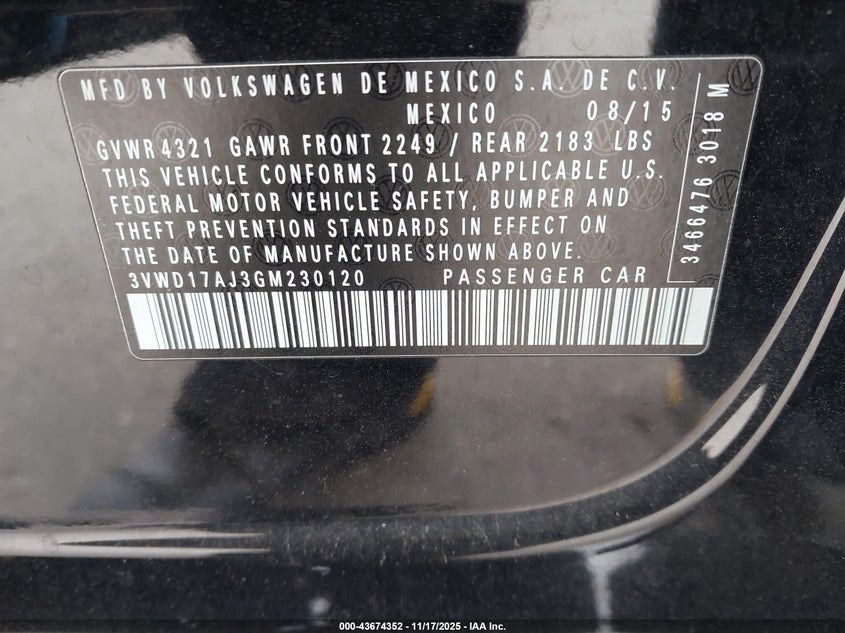 MFD BY VOLKSWAGEN DE MEXICO S.A. DE C.V.
MEXICO 08/15
GVWR 4321 GAWR FRONT 2249 / REAR 2183 LBS
THIS VEHICLE CONFORMS TO ALL APPLICABLE U.S.
FEDERAL MOTOR VEHICLE SAFETY, BUMPER AND
THEFT PREVENTION STANDARDS IN EFFECT ON
THE DATE OF MANUFACTURE SHOWN ABOVE.
3VWD17AJ3GM230120 PASSENGER CAR
3466476 3018 M
000-43674352 — 11/17/2025 — IAA Inc.